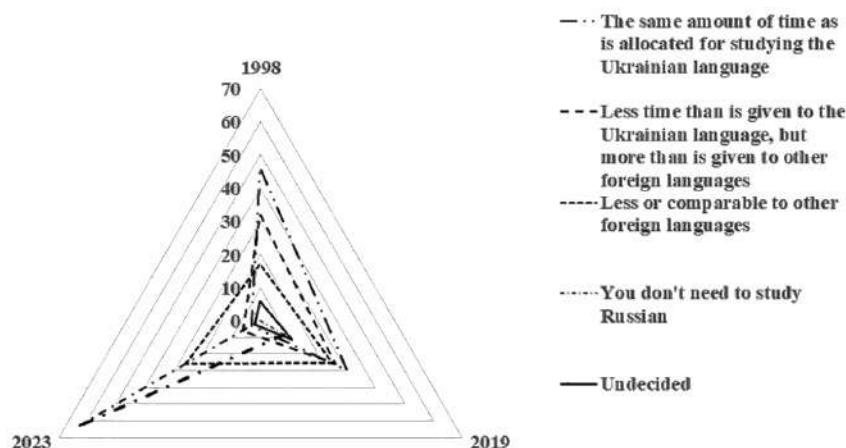 1998
70
60
50
40
30
20
10
0
2023
2019
The same amount of time as
is allocated for studying the
Ukrainian language
Less time than is given to the
Ukrainian language, but
more than is given to other
foreign languages
Less or comparable to other
foreign languages
You don't need to study
Russian
Undecided